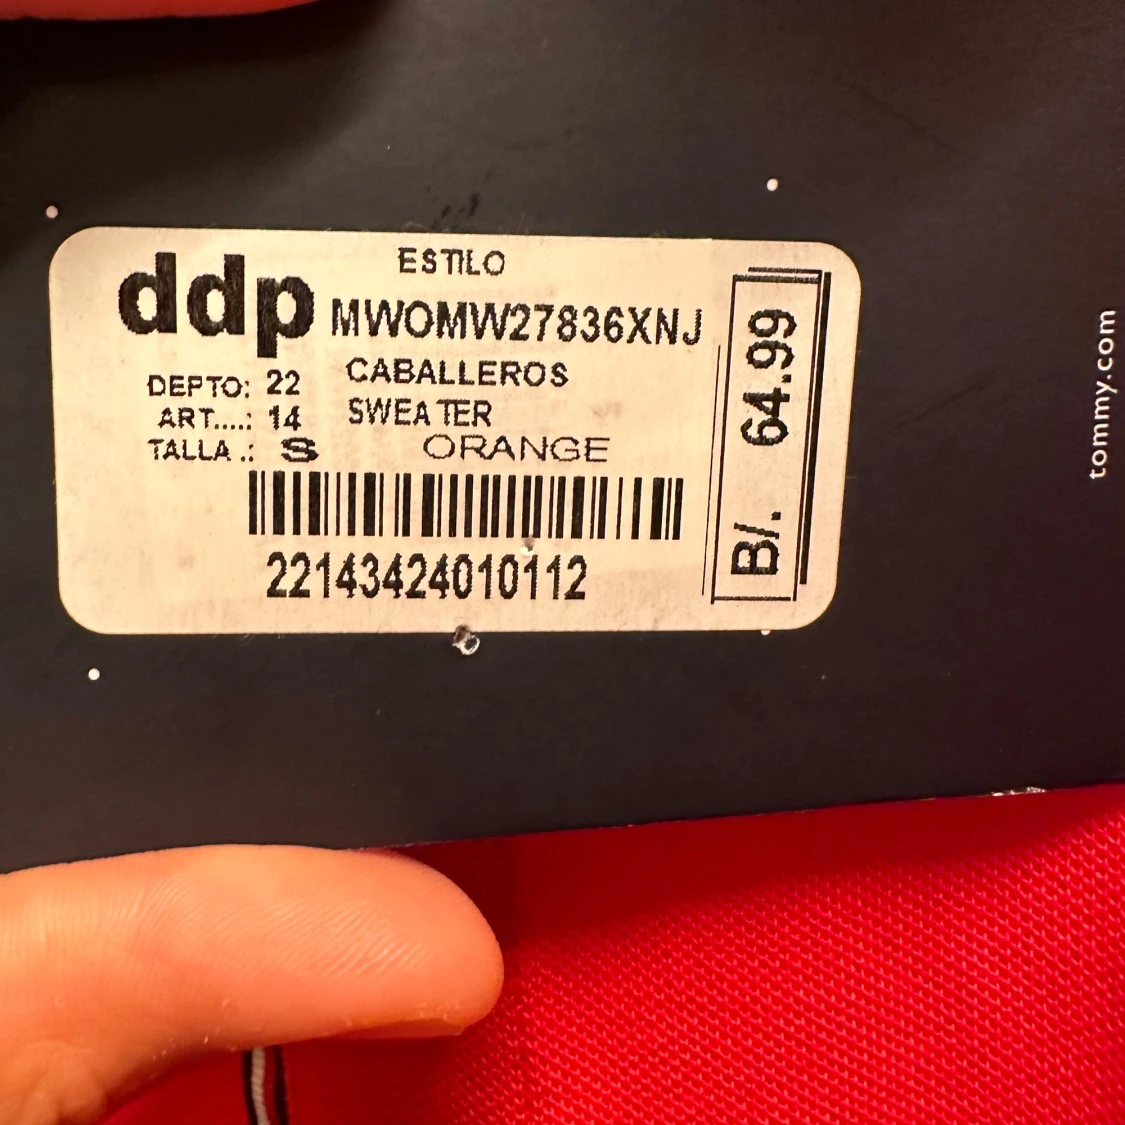 ddp
ESTILO
MWOMW27836XNJ
DEPTO: 22 CABALLEROS
ART....: 14 SWEATER
TALLA .: S ORANGE
22143424010112
B/. 64.99
tommy.com